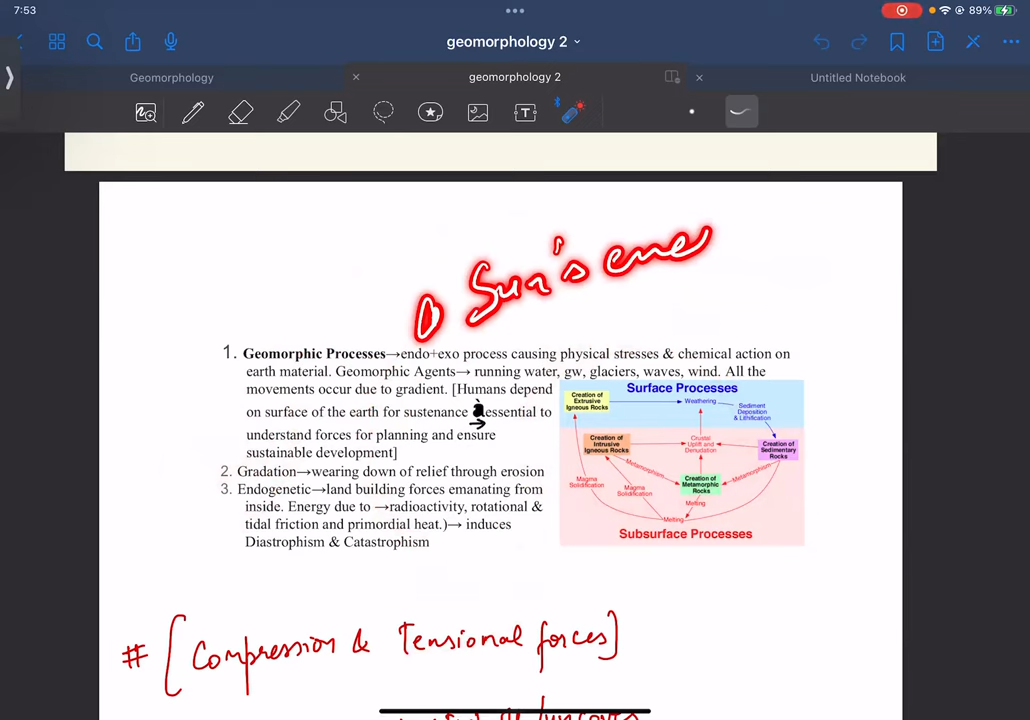 7:53
89%
geomorphology 2
Geomorphology
geomorphology 2
Untitled Notebook
Sun's ene
1. Geomorphic Processes→endo+exo process causing physical stresses & chemical action on
earth material. Geomorphic Agents→ running water, gw, glaciers, waves, wind. All the
movements occur due to gradient. [Humans depend
on surface of the earth for sustenance essential to
understand forces for planning and ensure
sustainable development]
2. Gradation→wearing down of relief through erosion
3. Endogenetic→land building forces emanating from
inside. Energy due to →radioactivity, rotational &
tidal friction and primordial heat.)→ induces
Diastrophism & Catastrophism
Surface Processes
Creation of
Extrusive
Igneous Rocks
Weathering
Sediment
Deposition
& Lithification
Creation of
Intrusive
Igneous Rocks
Crustal
Uplift and
Denudation
Creation of
Sedimentary
Rocks
Metamorphism
Metamorphism
Magma
Solidification
Magma
Solidification
Creation of
Metamorphic
Rocks
Melting
Melting
Subsurface Processes
# [Compression & Tensional forces]